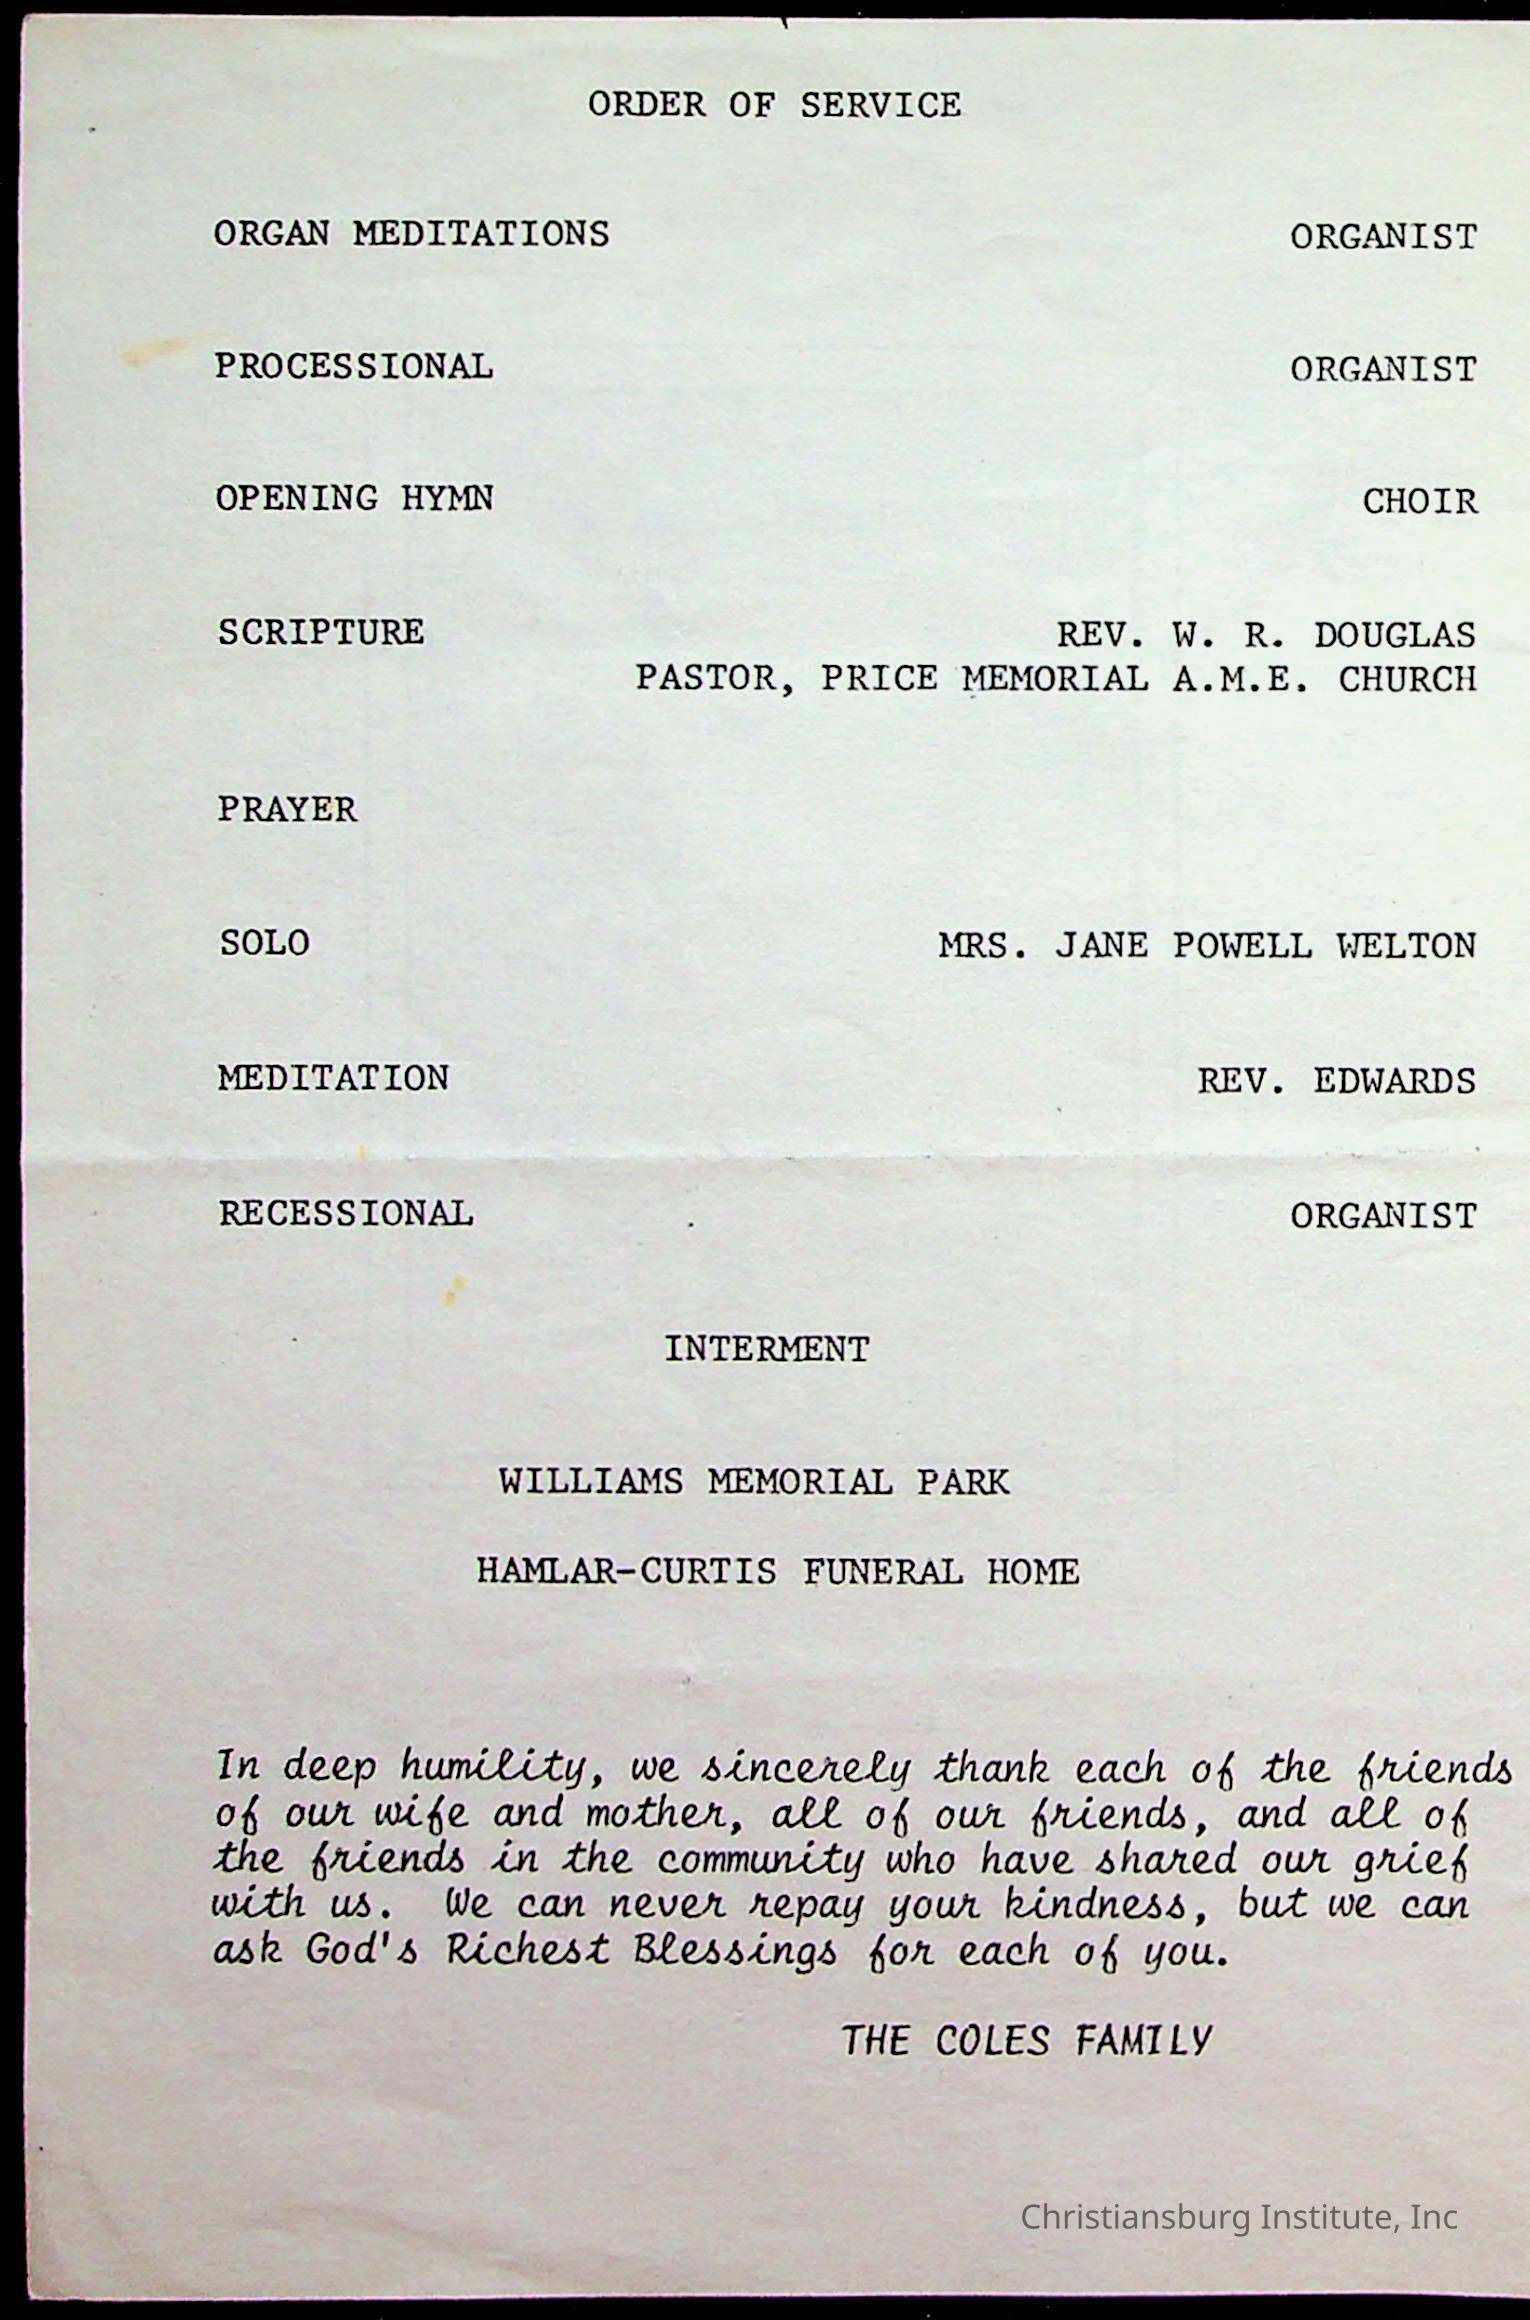 ORDER OF SERVICE
ORGAN MEDITATIONS ORGANIST
PROCESSIONAL ORGANIST
OPENING HYMN CHOIR
SCRIPTURE REV. W. R. DOUGLAS
PASTOR, PRICE MEMORIAL A.M.E. CHURCH
PRAYER
SOLO MRS. JANE POWELL WELTON
MEDITATION REV. EDWARDS
RECESSIONAL ORGANIST
INTERMENT
WILLIAMS MEMORIAL PARK
HAMLAR-CURTIS FUNERAL HOME
In deep humility, we sincerely thank each of the friends
of our wife and mother, all of our friends, and all of
the friends in the community who have shared our grief
with us. We can never repay your kindness, but we can
ask God's Richest Blessings for each of you.
THE COLES FAMILY
Christiansburg Institute, Inc